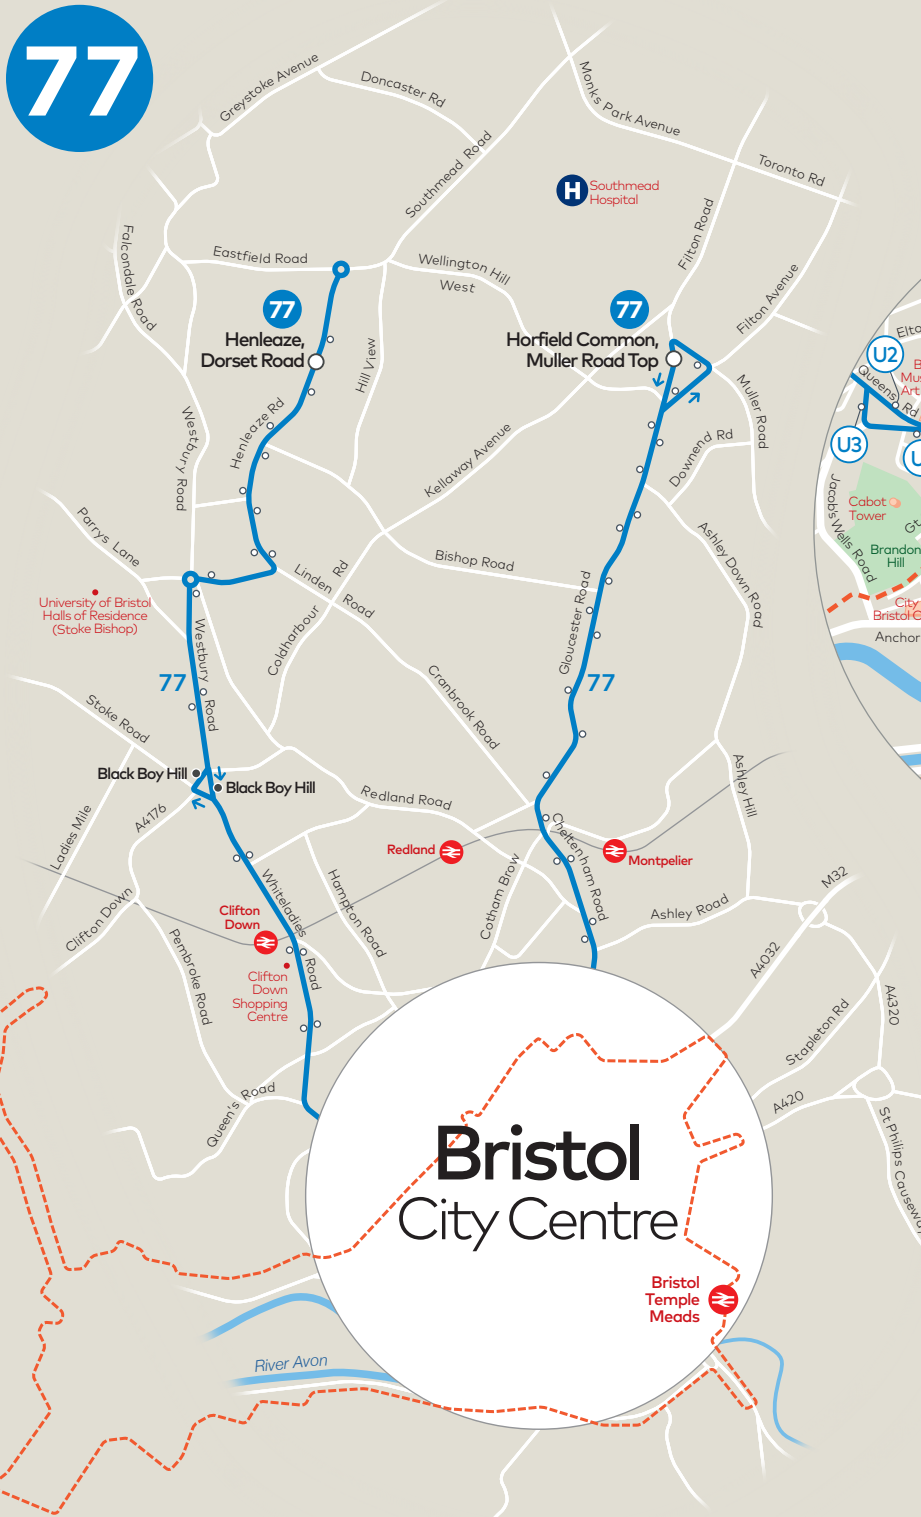 77
Greystoke Avenue
Doncaster Rd
Monks Park Avenue
Southmead Road
Toronto Rd
H
Southmead
Hospital
Falcondale Road
Eastfield Road
Wellington Hill
West
Filton Road
Filton Avenue
77
Henleaze,
Dorset Road
77
Horfield Common,
Muller Road Top
Hill View
Henleaze Rd
Westbury Road
Kellaway Avenue
Downend Rd
Muller Road
U2
Queens Rd
U3
Cabot
Tower
Jacobs Wells Road
Brandon
Hill
City
Anchor
Parrys Lane
University of Bristol
Halls of Residence
(Stoke Bishop)
Linden Road
Coldharbour Rd
Bishop Road
Ashley Down Road
Gloucester Road
Westbury Road
77
77
Cranbrook Road
Stoke Road
Black Boy Hill
Black Boy Hill
A4176
Ladies Mile
Redland Road
Ashley Hill
Redland
Montpelier
Cheltenham Road
Cotham Brow
Whiteladies Road
Hampton Road
Ashley Road
M32
Clifton Down
Clifton
Down
Clifton
Down
Shopping
Centre
Pembroke Road
A4032
A4320
Stapleton Rd
A420
Queen's Road
St Philips Causeway
Bristol
City Centre
Bristol
Temple
Meads
River Avon